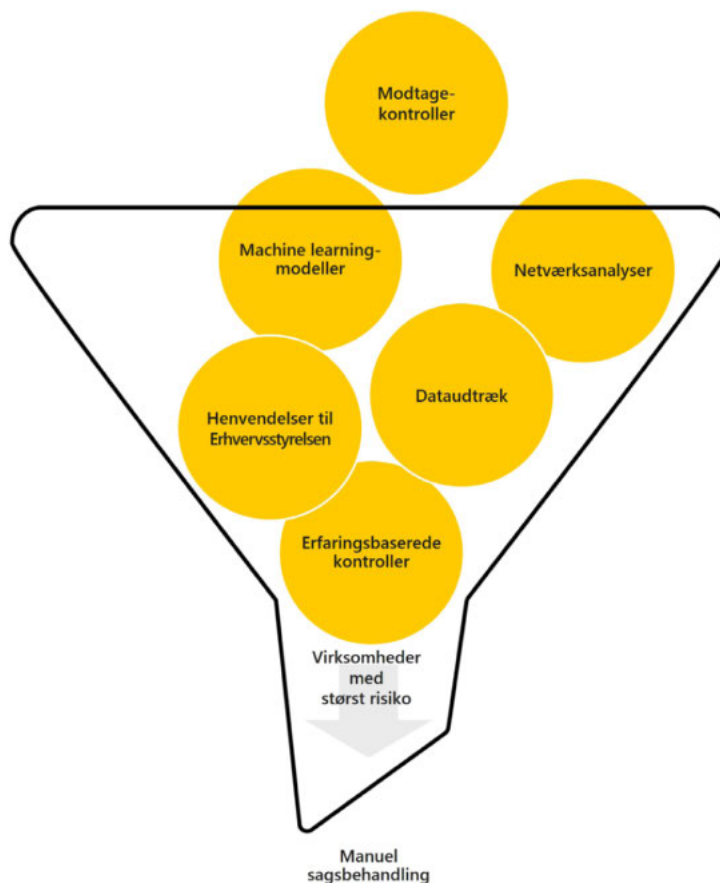 Modtage-
kontroller
Machine learning-
modeller
Netværksanalyser
Dataudtræk
Henvendelser til
Erhvervsstyrelsen
Erfaringsbaserede
kontroller
Virksomheder
med
størst risiko
Manuel
sagsbehandling